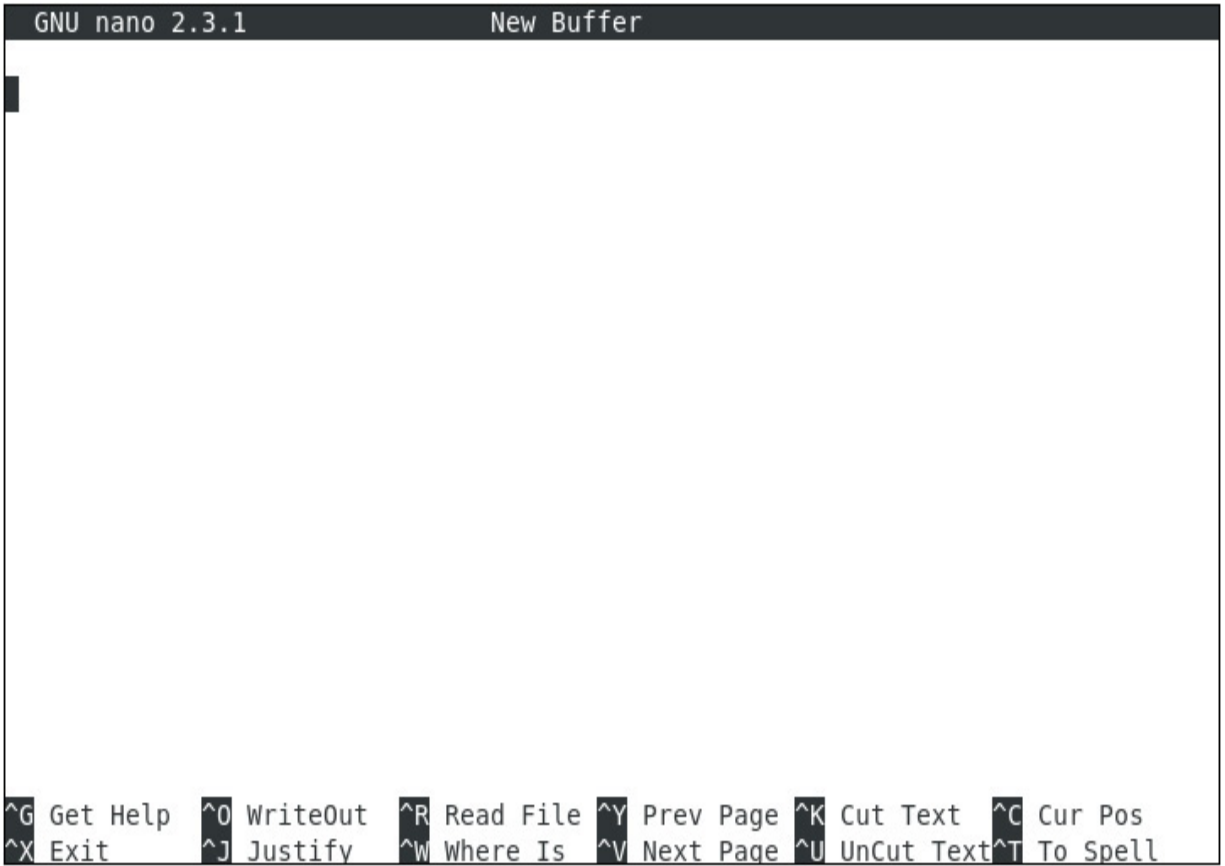 GNU nano 2.3.1 New Buffer
^G Get Help ^O WriteOut ^R Read File ^Y Prev Page ^K Cut Text ^C Cur Pos
^X Exit ^J Justify ^W Where Is ^V Next Page ^U UnCut Text ^T To Spell